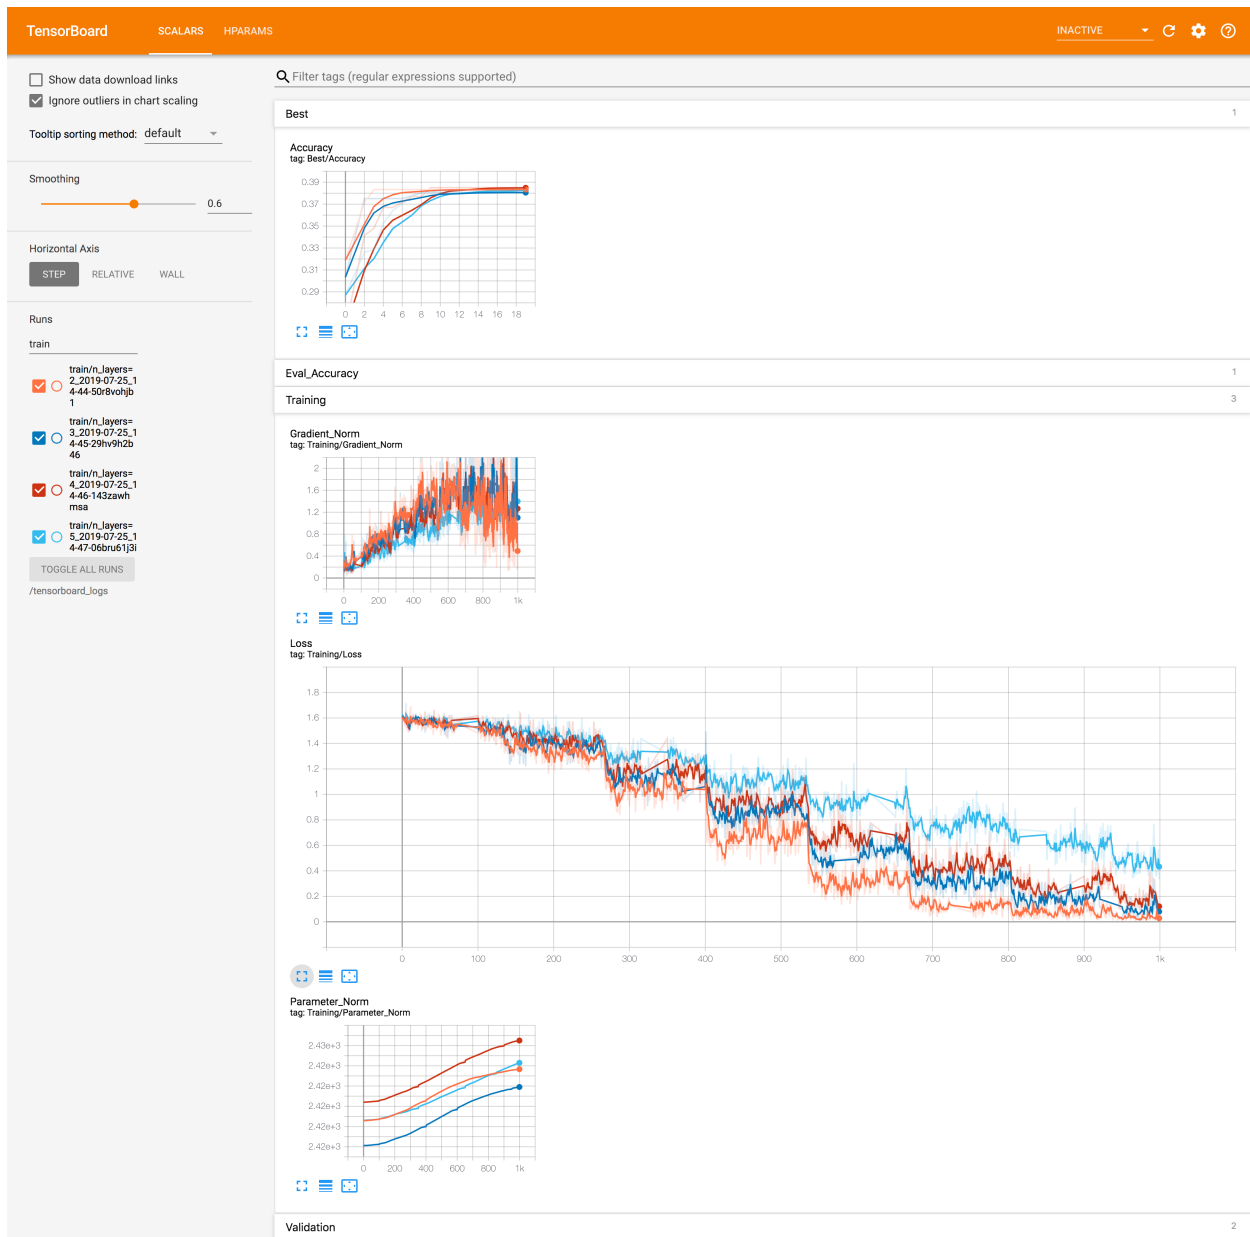 TensorBoard SCALARS HPARAMS INACTIVE
Show data download links
Ignore outliers in chart scaling
Tooltip sorting method: default
Smoothing
0.6
Horizontal Axis
STEP RELATIVE WALL
Runs
train
train/n_layers=
2_2019-07-25_1
4-44-50r8vohjb
1
train/n_layers=
3_2019-07-25_1
4-45-29hv9h2b
46
train/n_layers=
4_2019-07-25_1
4-46-143zawh
msa
train/n_layers=
5_2019-07-25_1
4-47-06bru61j3i
TOGGLE ALL RUNS
/tensorboard_logs
Filter tags (regular expressions supported)
Best 1
Accuracy
tag: Best/Accuracy
0.39
0.37
0.35
0.33
0.31
0.29
0 2 4 6 8 10 12 14 16 18
Eval_Accuracy 1
Training 3
Gradient_Norm
tag: Training/Gradient_Norm
2
1.6
1.2
0.8
0.4
0
0 200 400 600 800 1k
Loss
tag: Training/Loss
1.8
1.6
1.4
1.2
1
0.8
0.6
0.4
0.2
0
0 100 200 300 400 500 600 700 800 900 1k
Parameter_Norm
tag: Training/Parameter_Norm
2.43e+3
2.42e+3
2.42e+3
2.42e+3
2.42e+3
2.42e+3
0 200 400 600 800 1k
Validation 2